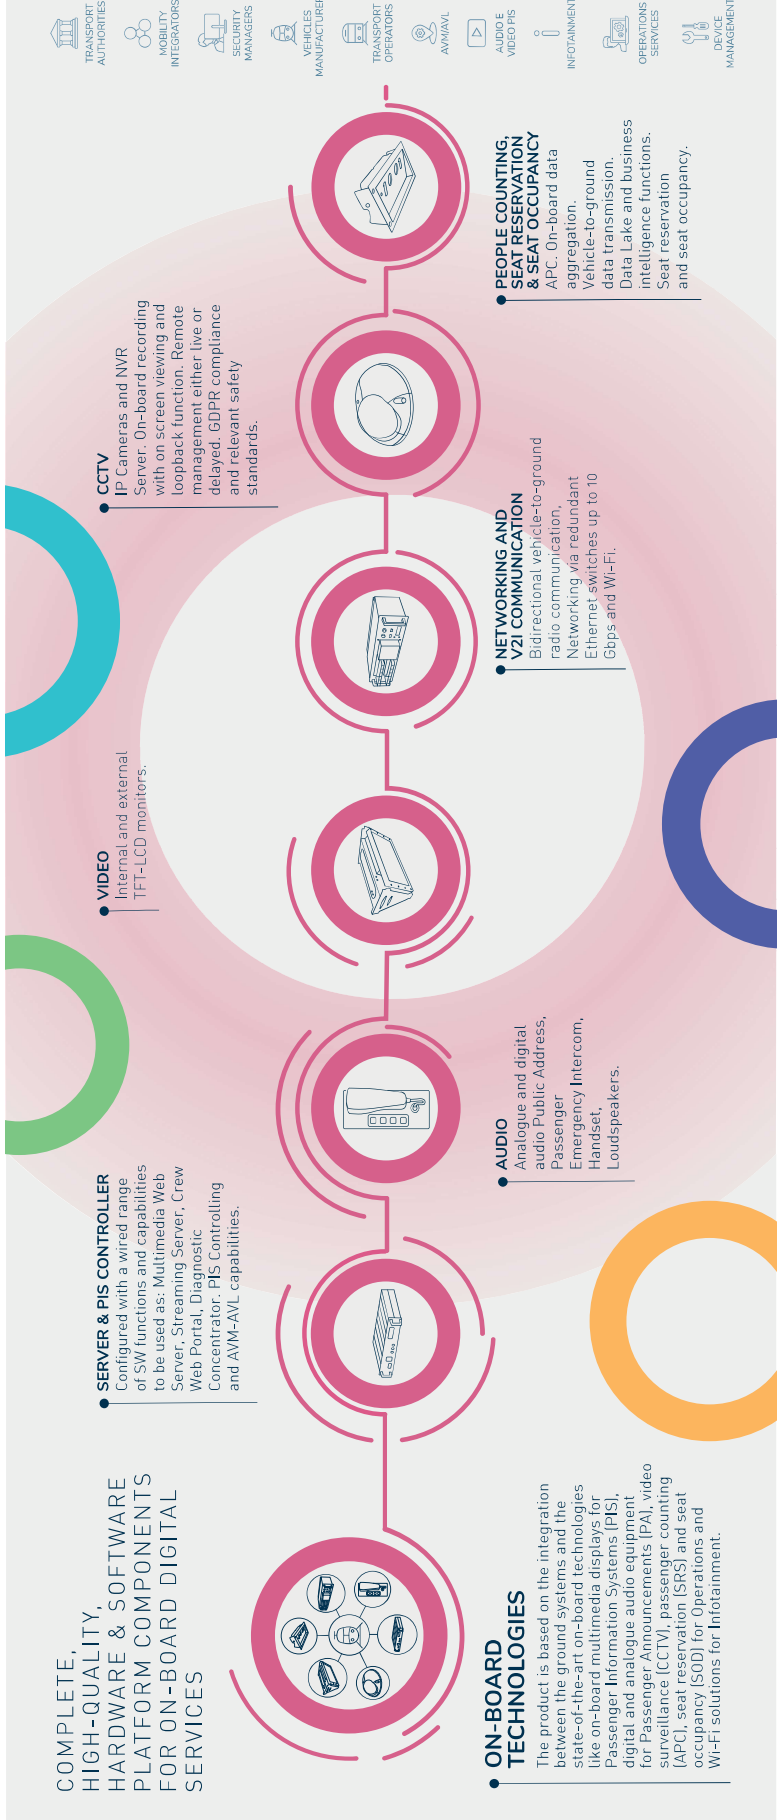 COMPLETE,
HIGH-QUALITY,
HARDWARE & SOFTWARE
PLATFORM COMPONENTS
FOR ON-BOARD DIGITAL
SERVICES
ON-BOARD
TECHNOLOGIES
The product is based on the integration
between the ground systems and the
state-of-the-art on-board technologies
like on-board multimedia displays for
Passenger Information Systems (PIS),
digital and analogue audio equipment
for Passenger Announcements (PA), video
surveillance (CCTV), passenger counting
(APC), seat reservation (SRS) and seat
occupancy (SOD) for Operations and
Wi-Fi solutions for Infotainment.
SERVER & PIS CONTROLLER
Configured with a wired range
of SW functions and capabilities
to be used as: Multimedia Web
Server, Streaming Server, Crew
Web Portal, Diagnostic
Concentrator. PIS Controlling
and AVM-AVL capabilities.
AUDIO
Analogue and digital
audio Public Address,
Passenger
Emergency Intercom,
Handset,
Loudspeakers.
VIDEO
Internal and external
TFT-LCD monitors.
NETWORKING AND
V2I COMMUNICATION
Bidirectional vehicle-to-ground
radio communication,
Networking via redundant
Ethernet switches up to 10
Gbps and Wi-Fi.
CCTV
IP Cameras and NVR
Server. On-board recording
with on screen viewing and
loopback function. Remote
management either live or
delayed. GDPR compliance
and relevant safety
standards.
PEOPLE COUNTING,
SEAT RESERVATION
& SEAT OCCUPANCY
APC. On-board data
aggregation.
Vehicle-to-ground
data transmission.
Data Lake and business
intelligence functions.
Seat reservation
and seat occupancy.
TRANSPORT
AUTHORITIES
MOBILITY
INTEGRATORS
SECURITY
MANAGERS
VEHICLES
MANUFACTURER
TRANSPORT
OPERATORS
AVM/AVL
AUDIO E
VIDEO PIS
INFOTAINMENT
OPERATIONS
SERVICES
DEVICE
MANAGEMENT